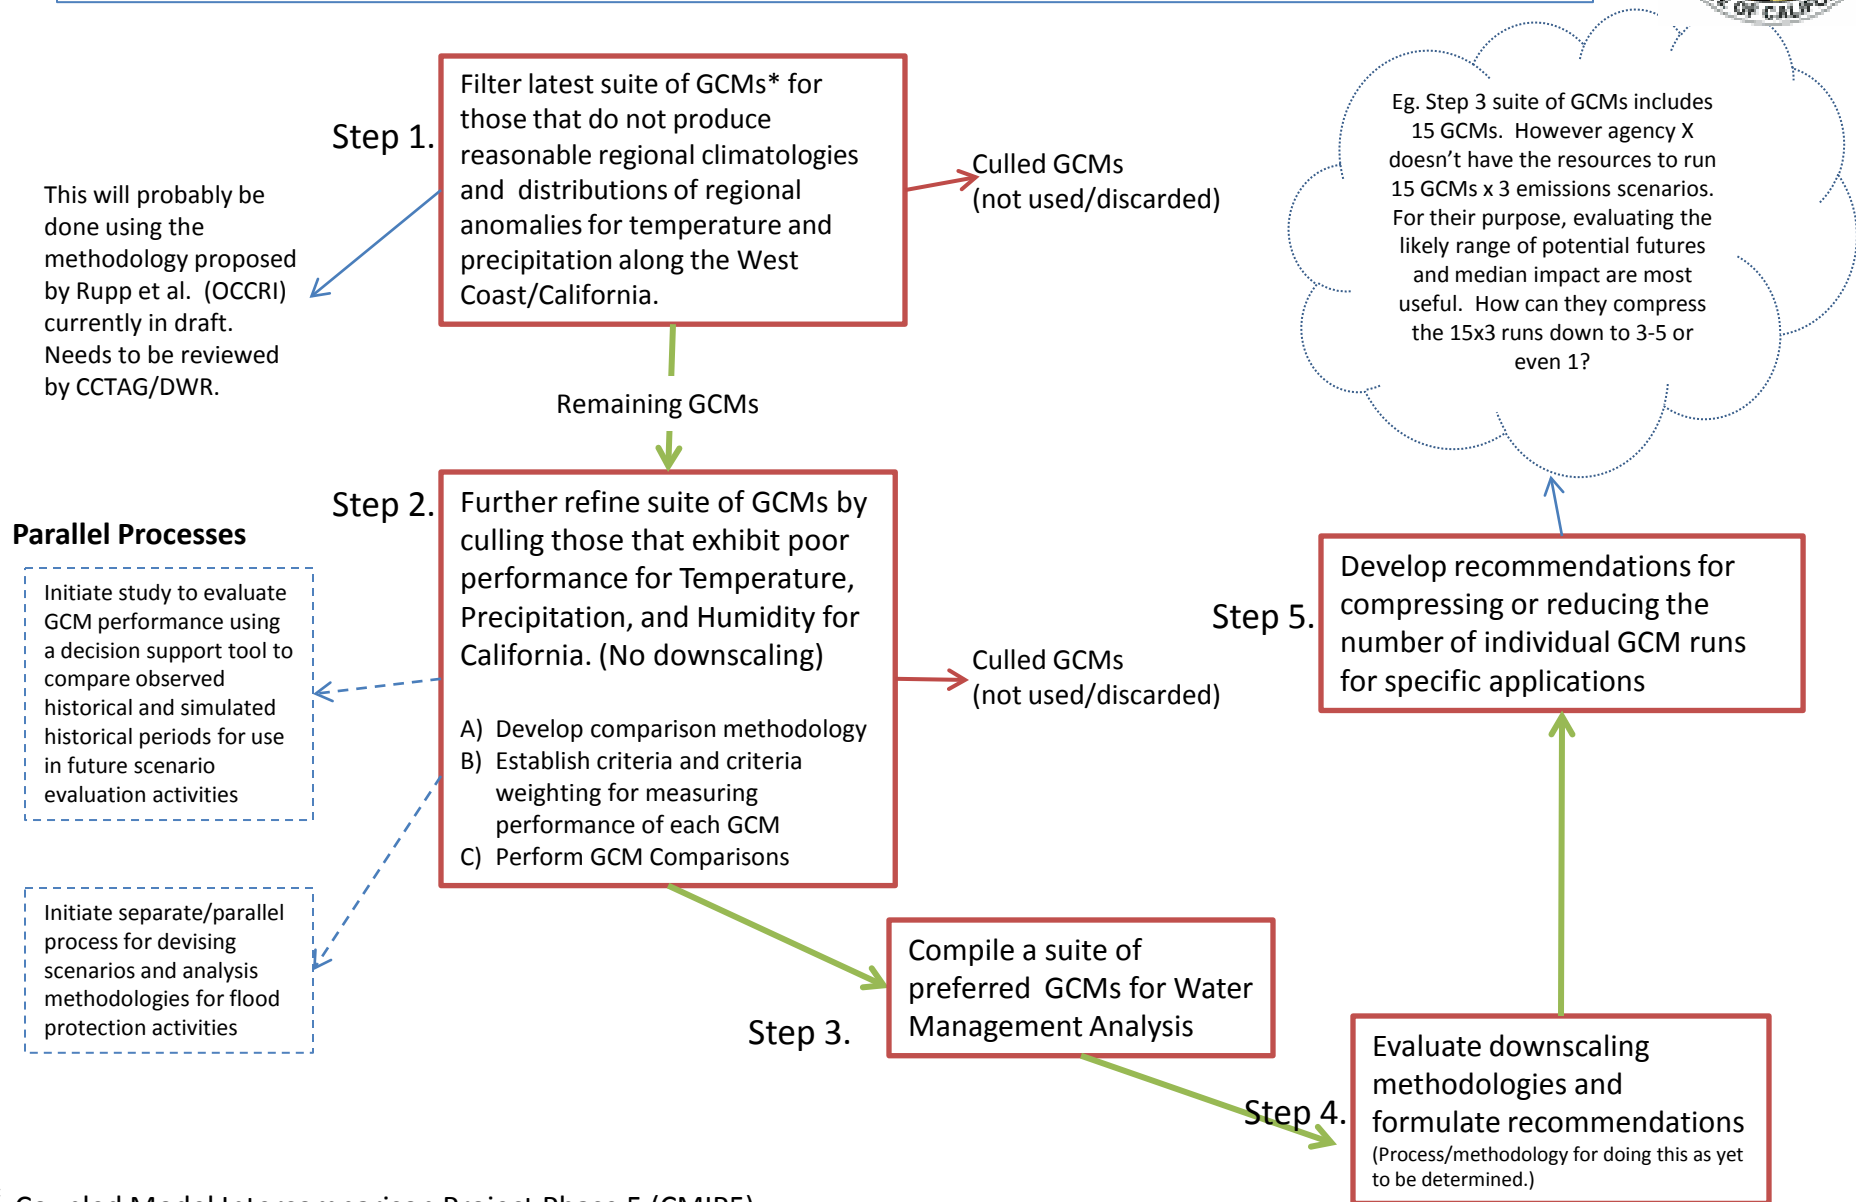 OF CALIFO
Step 1.
Filter latest suite of GCMs* for
those that do not produce
reasonable regional climatologies
and distributions of regional
anomalies for temperature and
precipitation along the West
Coast/California.
Culled GCMs
(not used/discarded)
This will probably be
done using the
methodology proposed
by Rupp et al. (OCCRI)
currently in draft.
Needs to be reviewed
by CCTAG/DWR.
Eg. Step 3 suite of GCMs includes
15 GCMs. However agency X
doesn't have the resources to run
15 GCMs x 3 emissions scenarios.
For their purpose, evaluating the
likely range of potential futures
and median impact are most
useful. How can they compress
the 15x3 runs down to 3-5 or
even 1?
Remaining GCMs
Step 2.
Further refine suite of GCMs by
culling those that exhibit poor
performance for Temperature,
Precipitation, and Humidity for
California. (No downscaling)
A) Develop comparison methodology
B) Establish criteria and criteria
weighting for measuring
performance of each GCM
C) Perform GCM Comparisons
Culled GCMs
(not used/discarded)
Parallel Processes
Initiate study to evaluate
GCM performance using
a decision support tool to
compare observed
historical and simulated
historical periods for use
in future scenario
evaluation activities
Initiate separate/parallel
process for devising
scenarios and analysis
methodologies for flood
protection activities
Step 3.
Compile a suite of
preferred GCMs for Water
Management Analysis
Step 4.
Evaluate downscaling
methodologies and
formulate recommendations
(Process/methodology for doing this as yet
to be determined.)
Step 5.
Develop recommendations for
compressing or reducing the
number of individual GCM runs
for specific applications
Coupled Model Intercomparison Project Phase 5 (CMIP5)